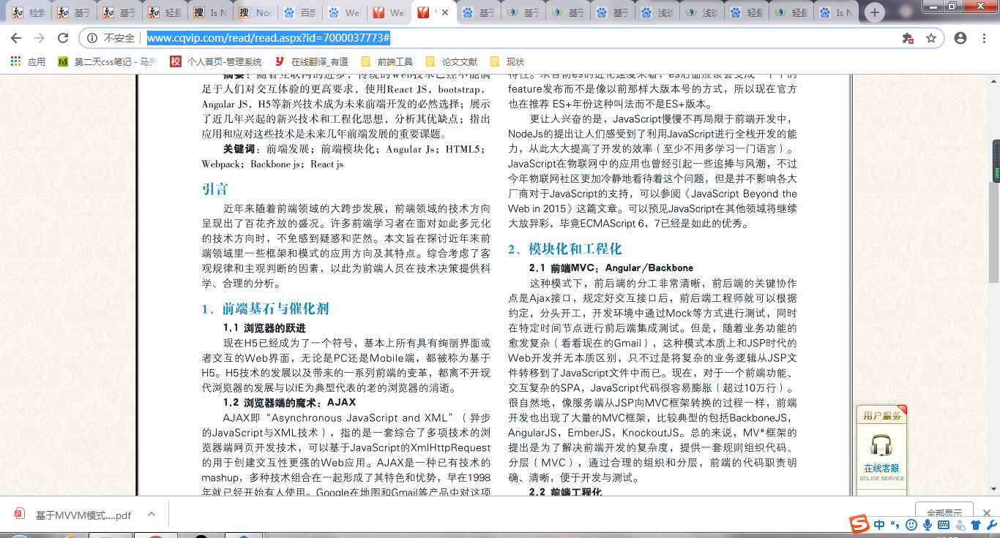 检索
基于
基于
轻量
Is N
Noc
百度
Wel
Wel
基于
基于
基于
基于
浅谈
浅谈
轻量
轻量
Is N
不安全
www.cqvip.com/read/read.aspx?id=7000037773#
应用
第二天css笔记 - 马克
个人首页-管理系统
在线翻译_有道
前端工具
论文文献
现状
摘要：随着互联网的进步，传统的Web技术已经不能满
足于人们对交互体验的更高要求，使用React JS，bootstrap，
Angular JS，H5等新兴技术成为未来前端开发的必然选择；展示
了近几年兴起的新兴技术和工程化思想，分析其优缺点；指出
应用和应对这些技术是未来几年前端发展的重要课题。
关键词：前端发展；前端模块化；Angular Js；HTML5；
Webpack；Backbone js；React js
引言
近年来随着前端领域的大跨步发展，前端领域的技术方向
呈现出了百花齐放的盛况。许多前端学习者在面对如此多元化
的技术方向时，不免感到疑惑和茫然。本文旨在探讨近年来前
端领域里一些框架和模式的应用方向及其特点。综合考虑了客
观规律和主观判断的因素，以此为前端人员在技术决策提供科
学、合理的分析。
1、前端基石与催化剂
1.1 浏览器的跃进
现在H5已经成为了一个符号，基本上所有具有绚丽界面或
者交互的Web界面，无论是PC还是Mobile端，都被称为基于
H5。H5技术的发展以及带来的一系列前端的变革，都离不开现
代浏览器的发展与以IE为典型代表的老的浏览器的消逝。
1.2 浏览器端的魔术：AJAX
AJAX即“Asynchronous JavaScript and XML”（异步
的JavaScript与XML技术），指的是一套综合了多项技术的浏
览器端网页开发技术，可以基于JavaScript的XmlHttpRequest
的用于创建交互性更强的Web应用。AJAX是一种已有技术的
mashup，多种技术组合在一起形成了其特色和优势，早在1998
年就已经开始有人使用。Google在地图和Gmail等产品中对这项
特性。从目前es的进化速度来看，es后面应该会变成一个个的
feature发布而不是像以前那样大版本号的方式，所以现在官方
也在推荐 ES+年份这种叫法而不是ES+版本。
更让人兴奋的是，JavaScript慢慢不再局限于前端开发中，
NodeJs的提出让人们感受到了利用JavaScript进行全栈开发的能
力，从此大大提高了开发的效率（至少不用多学习一门语言）。
JavaScript在物联网中的应用也曾经引起一些追捧与风潮，不过
今年物联网社区更加冷静地看待着这个问题，但是并不影响各大
厂商对于JavaScript的支持，可以参阅《JavaScript Beyond the
Web in 2015》这篇文章。可以预见JavaScript在其他领域将继续
大放异彩，毕竟ECMAScript 6，7已经是如此的优秀。
2、模块化和工程化
2.1 前端MVC：Angular/Backbone
这种模式下，前后端的分工非常清晰，前后端的关键协作
点是Ajax接口，规定好交互接口后，前后端工程师就可以根据
约定，分头开工，开发环境中通过Mock等方式进行测试，同时
在特定时间节点进行前后端集成测试。但是，随着业务功能的
愈发复杂（看看现在的Gmail），这种模式本质上和JSP时代的
Web开发并无本质区别，只不过是将复杂的业务逻辑从JSP文
件转移到了JavaScript文件中而已。现在，对于一个前端功能、
交互复杂的SPA，JavaScript代码很容易膨胀（超过10万行）。
很自然地，像服务端从JSP向MVC框架转换的过程一样，前端
开发也出现了大量的MVC框架，比较典型的包括BackboneJS，
AngularJS，EmberJS，KnockoutJS。总的来说，MV*框架的
提出是为了解决前端开发的复杂度，提供一套规则组织代码、
分层（MVC），通过合理的组织和分层，前端的代码职责明
确、清晰，便于开发与测试。
2.2 前端工程化
用户服务
在线客服
ONLINE SERVICE
基于MVVM模式....pdf
全部显示
中